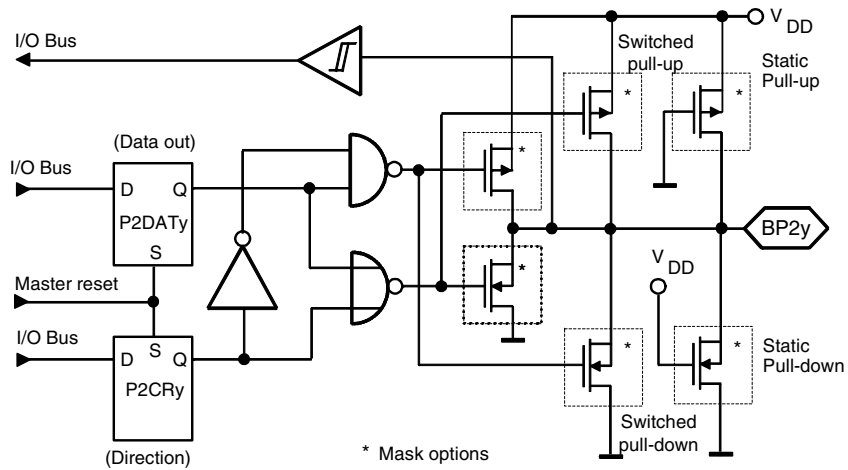 V
DD
I/O Bus
Switched
pull-up
Static
Pull-up
*
*
(Data out)
*
I/O Bus
D
Q
P2DATy
S
BP2y
*
V
DD
Master reset
I/O Bus
S
D
Q
P2CRy
*
*
Static
Pull-down
Switched
pull-down
* Mask options
(Direction)